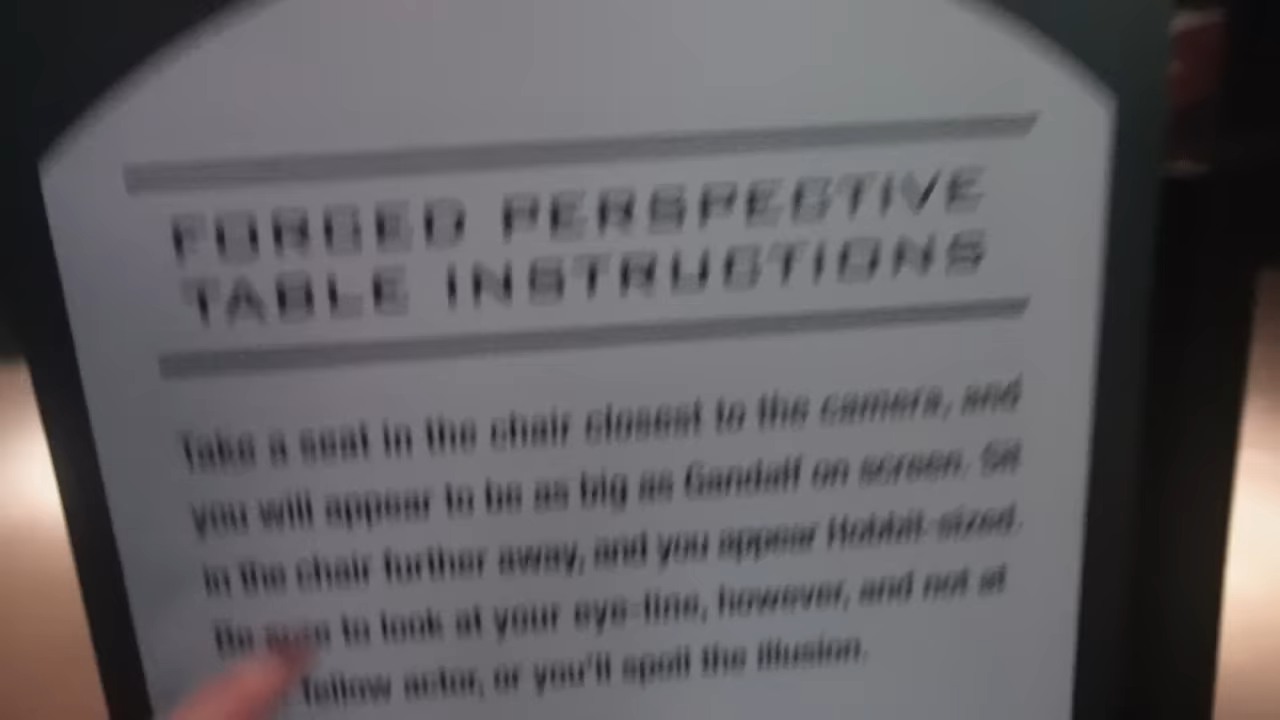 FORCED PERSPECTIVE
TABLE INSTRUCTIONS
Take a seat in the chair closest to the camera, and
you will appear to be as big as Gandalf on screen. Sit
in the chair further away, and you appear Hobbit-sized.
Be sure to look at your eye-line, however, and not at
fellow actor, or you'll spoil the illusion.